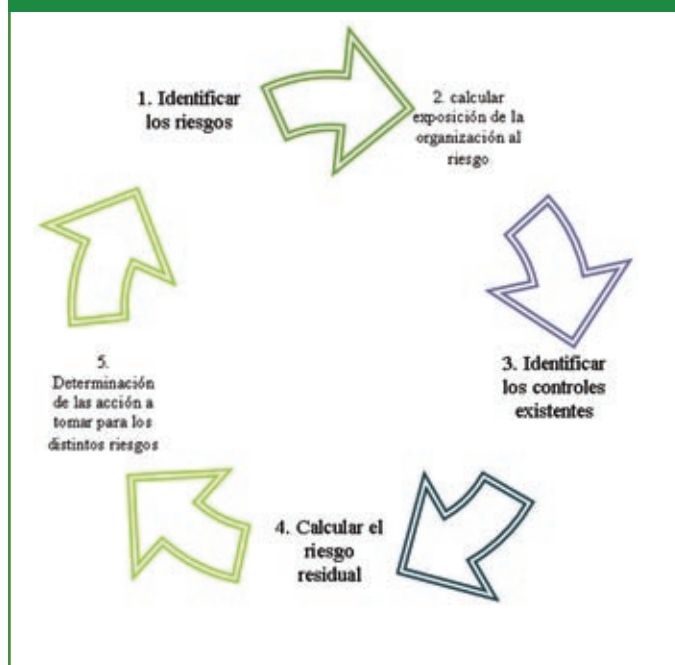 1. Identificar
los riesgos
2. calcular
exposición de la
organización al
riesgo
3. Identificar
los controles
existentes
4. Calcular el
riesgo
residual
5.
Determinación
de las acción a
tomar para los
distintos riesgos